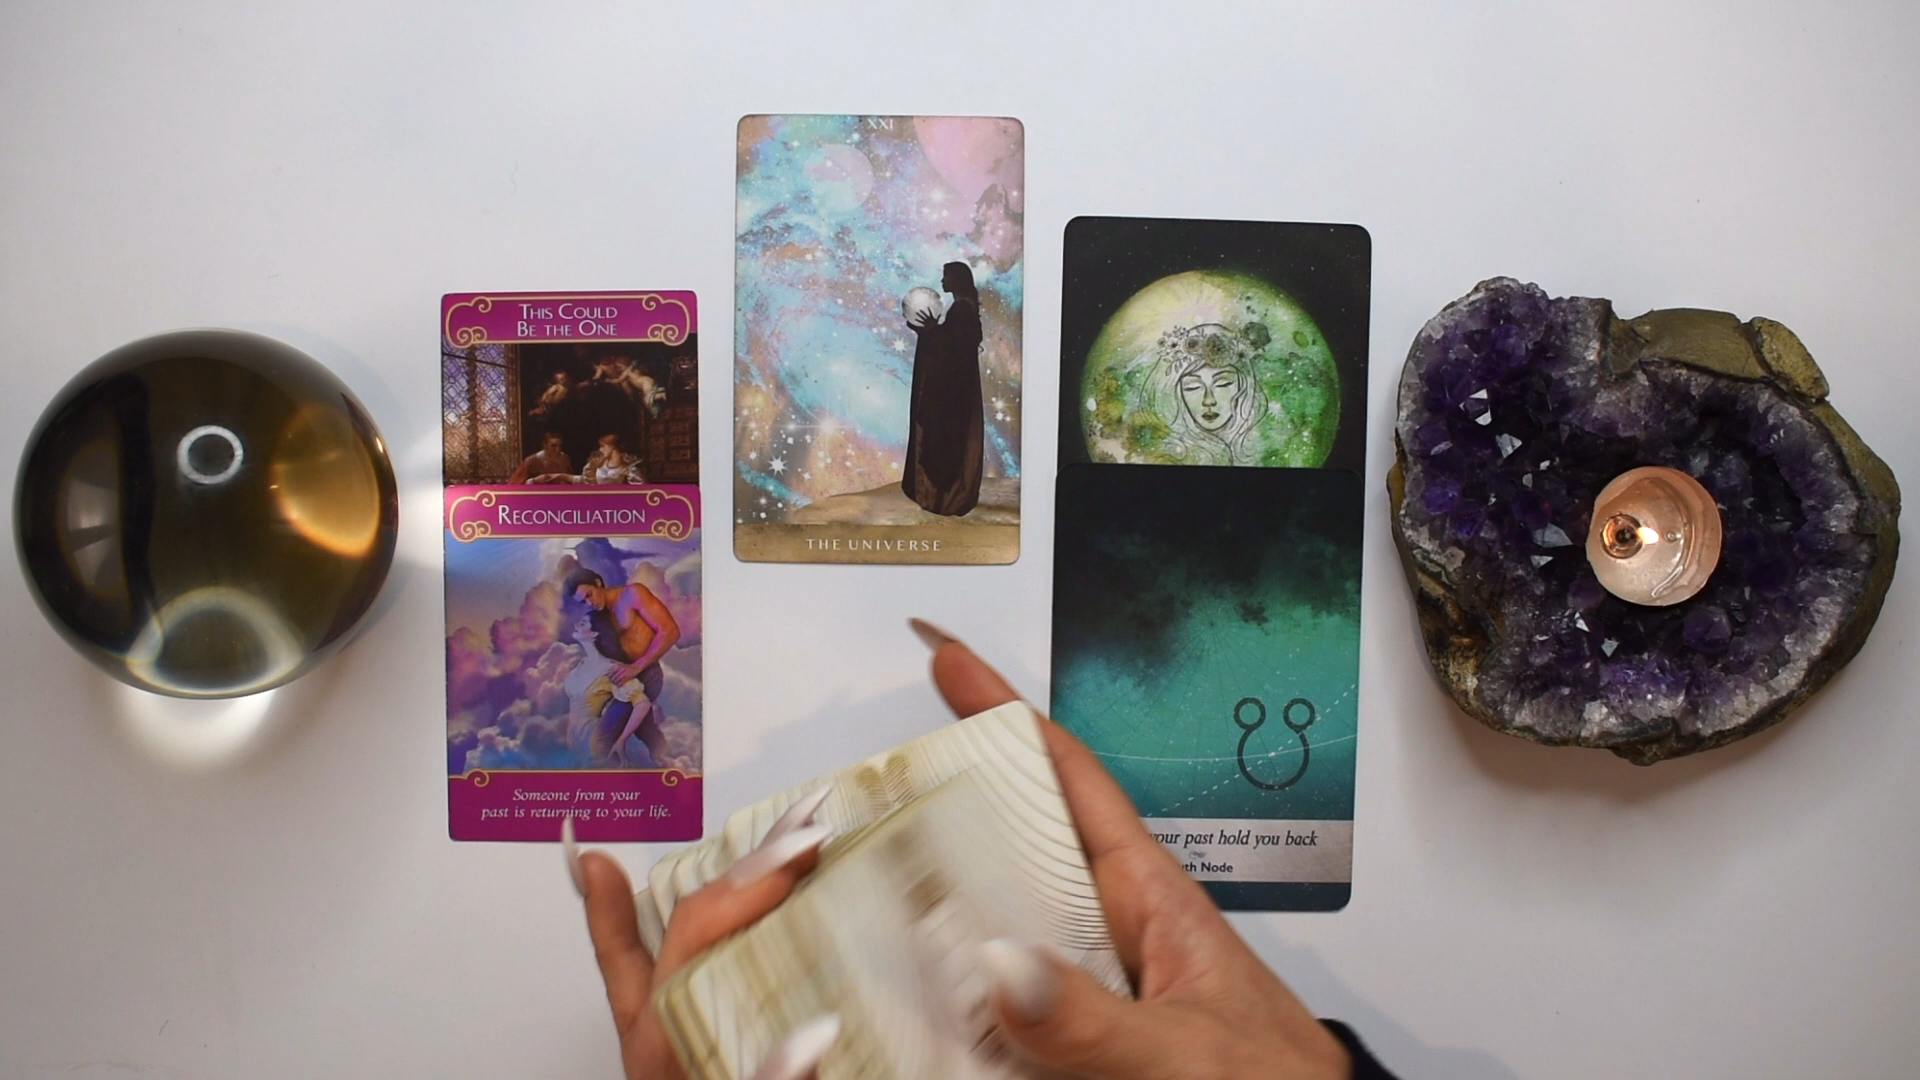 THIS COULD
BE THE ONE
RECONCILIATION
Someone from your
past is returning to your life.
XXI
THE UNIVERSE
your past hold you back
Node